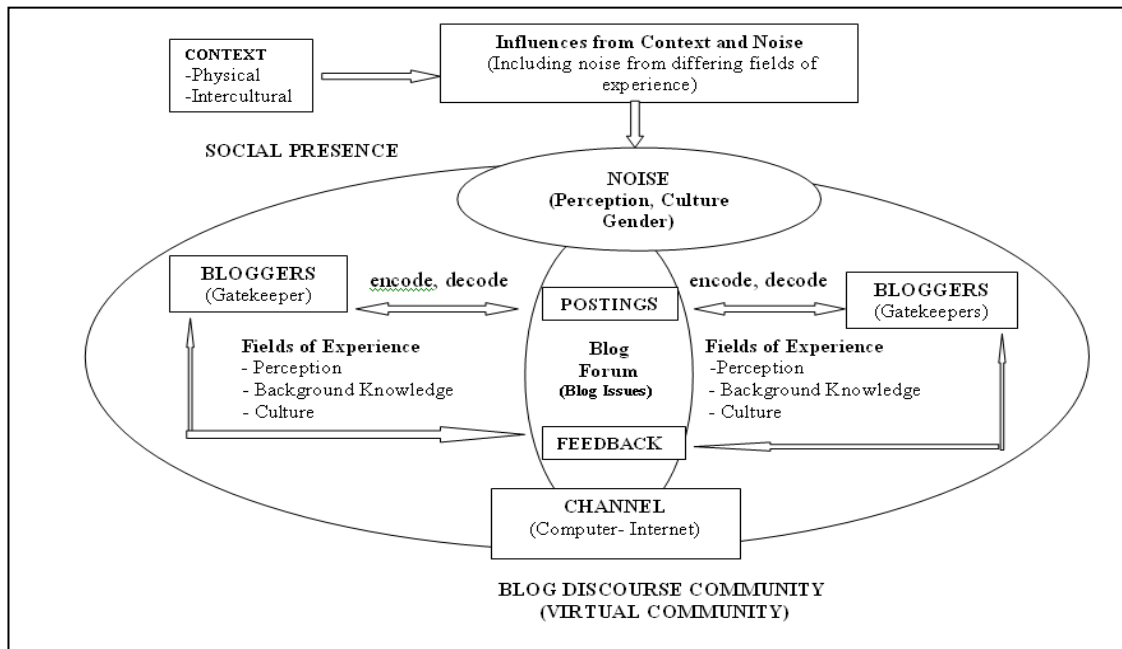 CONTEXT
-Physical
-Intercultural
Influences from Context and Noise
(Including noise from differing fields of
experience)
SOCIAL PRESENCE
NOISE
(Perception, Culture
Gender)
BLOGGERS
(Gatekeeper)
encode, decode
POSTINGS
encode, decode
BLOGGERS
(Gatekeepers)
Fields of Experience
- Perception
- Background Knowledge
- Culture
Blog
Forum
(Blog Issues)
Fields of Experience
-Perception
- Background Knowledge
- Culture
FEEDBACK
CHANNEL
(Computer- Internet)
BLOG DISCOURSE COMMUNITY
(VIRTUAL COMMUNITY)